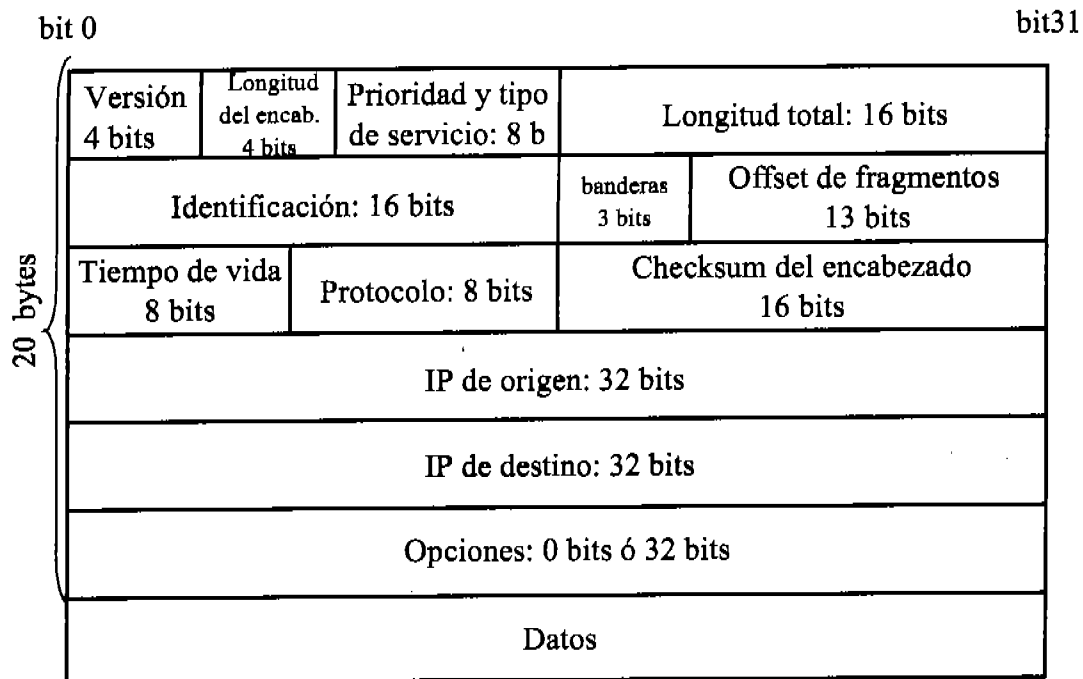 bit 0
bit31
Versión
4 bits
Longitud
del encab.
4 bits
Prioridad y tipo
de servicio: 8 b
Longitud total: 16 bits
Identificación: 16 bits
banderas
3 bits
Offset de fragmentos
13 bits
Tiempo de vida
8 bits
Protocolo: 8 bits
Checksum del encabezado
16 bits
20 bytes
IP de origen: 32 bits
IP de destino: 32 bits
Opciones: 0 bits ó 32 bits
Datos